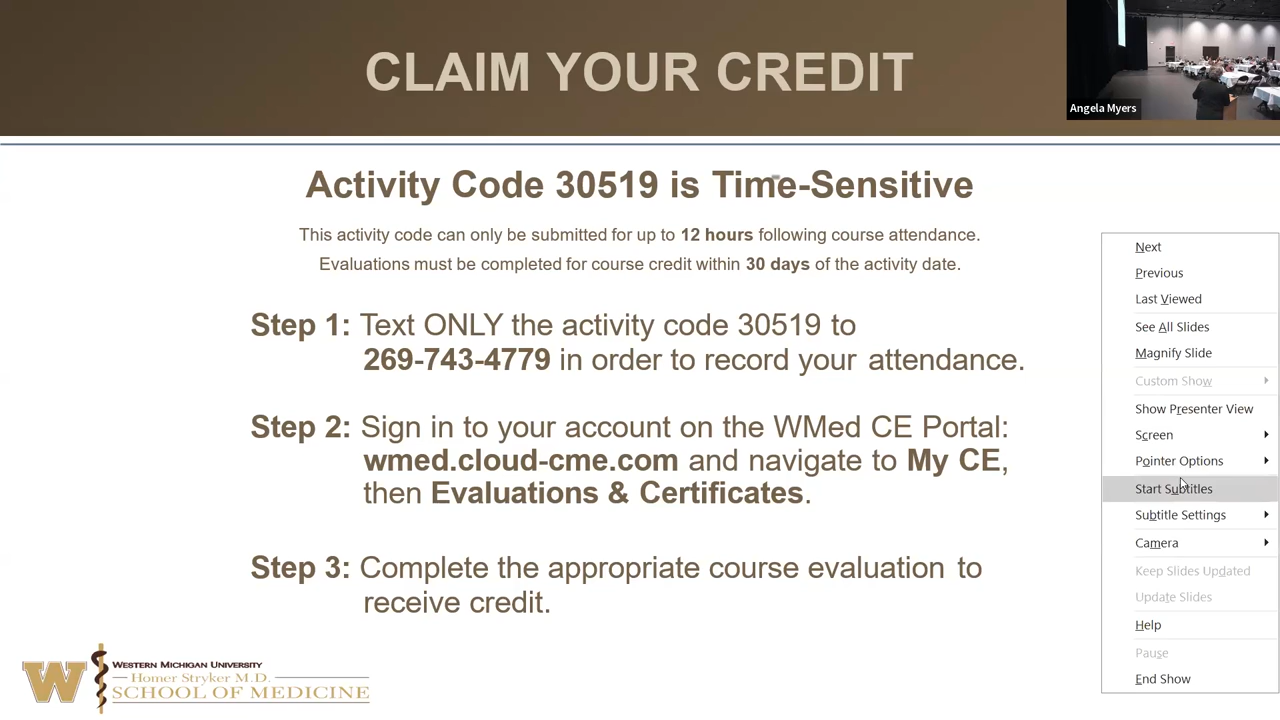 CLAIM YOUR CREDIT
Angela Myers
Activity Code 30519 is Time-Sensitive
This activity code can only be submitted for up to 12 hours following course attendance.
Evaluations must be completed for course credit within 30 days of the activity date.
Step 1: Text ONLY the activity code 30519 to
269-743-4779 in order to record your attendance.
Step 2: Sign in to your account on the WMed CE Portal:
wmed.cloud-cme.com and navigate to My CE,
then Evaluations & Certificates.
Step 3: Complete the appropriate course evaluation to
receive credit.
Next
Previous
Last Viewed
See All Slides
Magnify Slide
Custom Show
Show Presenter View
Screen
Pointer Options
Start Subtitles
Subtitle Settings
Camera
Keep Slides Updated
Update Slides
Help
Pause
End Show
W
WESTERN MICHIGAN UNIVERSITY
Homer Stryker M.D.
SCHOOL OF MEDICINE